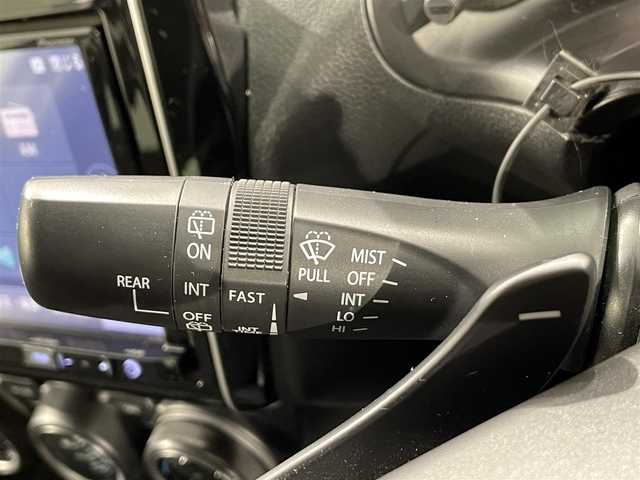 REAR
ON
INT
OFF
FAST
INT
PULL
MIST
OFF
INT
LO
HI